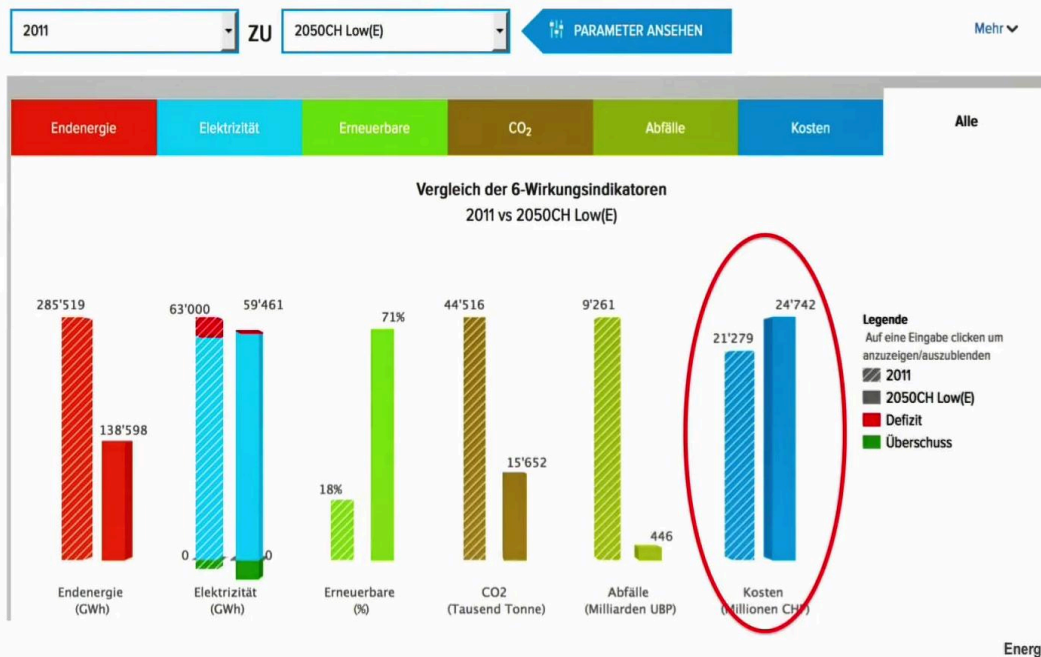 2011 ZU 2050CH Low(E) PARAMETER ANSEHEN Mehr
Endenergie Elektrizität Erneuerbare CO₂ Abfälle Kosten Alle
Vergleich der 6-Wirkungsindikatoren
2011 vs 2050CH Low(E)
285'519
138'598
63'000
59'461
0
0
18%
71%
44'516
15'652
9'261
446
21'279
24'742
Endenergie
(GWh)
Elektrizität
(GWh)
Erneuerbare
(%)
CO2
(Tausend Tonne)
Abfälle
(Milliarden UBP)
Kosten
(Millionen CHF)
Legende
Auf eine Eingabe clicken um
anzuzeigen/auszublenden
2011
2050CH Low(E)
Defizit
Überschuss
Energ